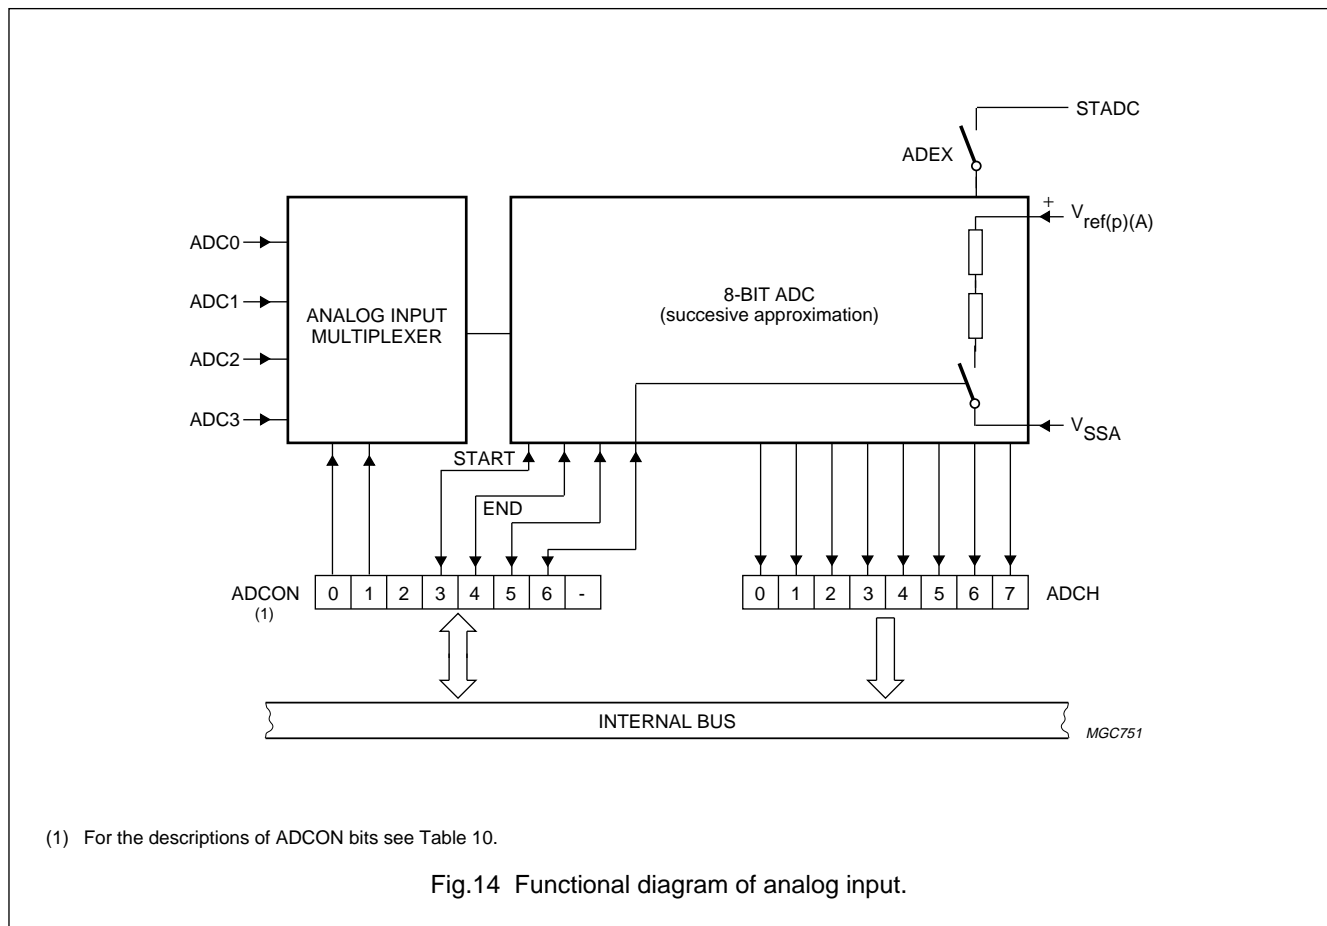 STADC
ADEX
+
Vref(p)(A)
ADC0
ADC1
ADC2
ADC3
ANALOG INPUT
MULTIPLEXER
8-BIT ADC
(succesive approximation)
VSSA
START
END
ADCON
(1)
0 1 2 3 4 5 6 -
0 1 2 3 4 5 6 7
ADCH
INTERNAL BUS
MGC751
(1) For the descriptions of ADCON bits see Table 10.
Fig.14 Functional diagram of analog input.